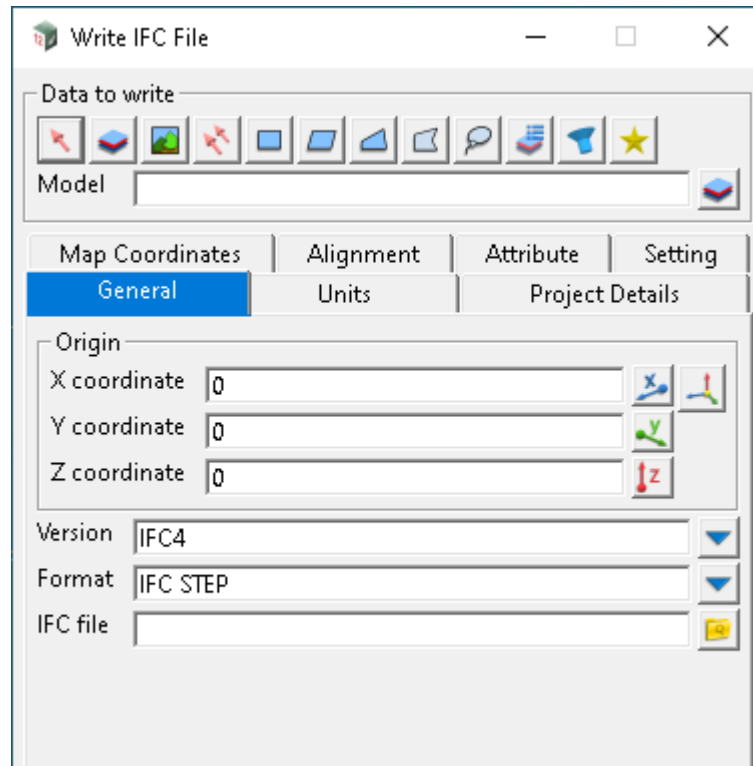 Write IFC File
Data to write
Model
Map Coordinates Alignment Attribute Setting
General Units Project Details
Origin
X coordinate 0 x
Y coordinate 0 y
Z coordinate 0 z
Version IFC4
Format IFC STEP
IFC file